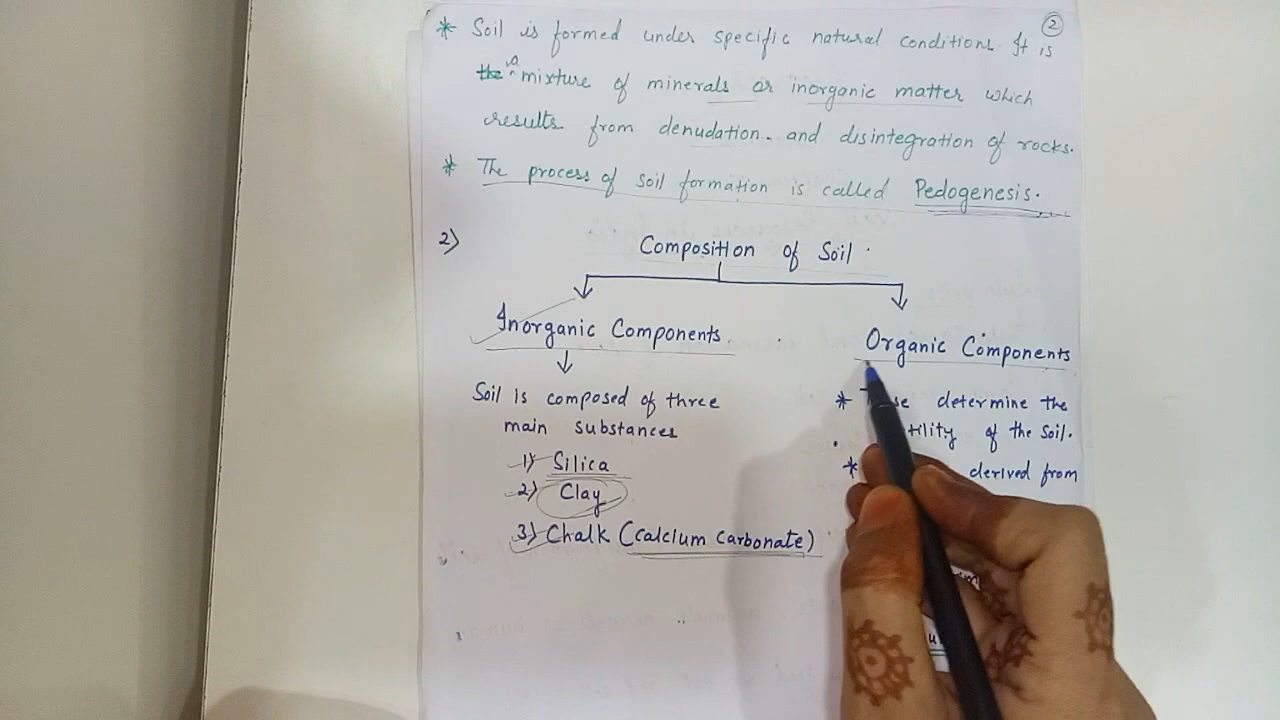 ②
* Soil is formed under specific natural conditions. It is
the a mixture of minerals or inorganic matter which
results from denudation. and disintegration of rocks.
* The process of soil formation is called Pedogenesis.
2) Composition of Soil.
Inorganic Components
Organic Components
Soil is composed of three
main substances
1) Silica
2) Clay
3) Chalk (calcium carbonate)
* determine the
of the soil.
* derived from